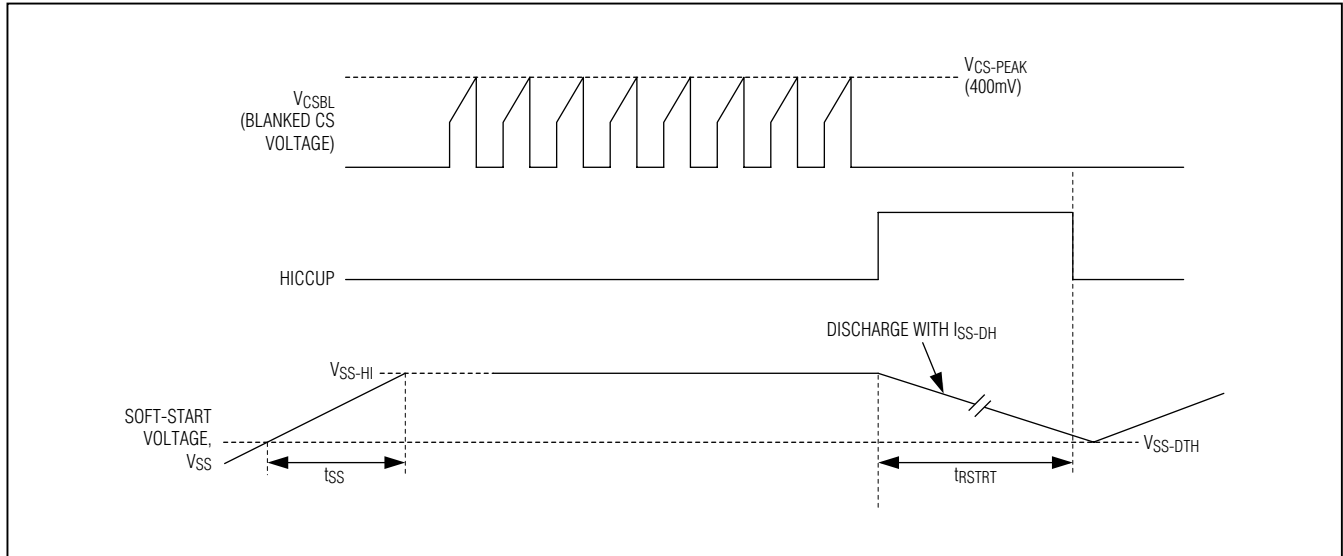 VCS-PEAK
(400mV)
VCSBL
(BLANKED CS
VOLTAGE)
HICCUP
DISCHARGE WITH ISS-DH
VSS-HI
SOFT-START
VOLTAGE,
VSS
VSS-DTH
tSS
tRSTRT